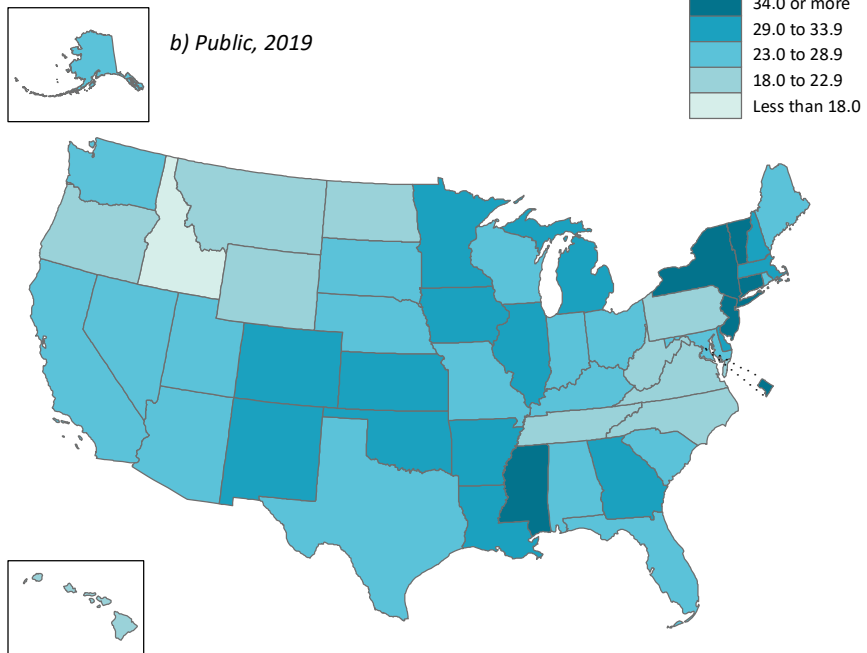 34.0 or more
b) Public, 2019
29.0 to 33.9
23.0 to 28.9
18.0 to 22.9
Less than 18.0